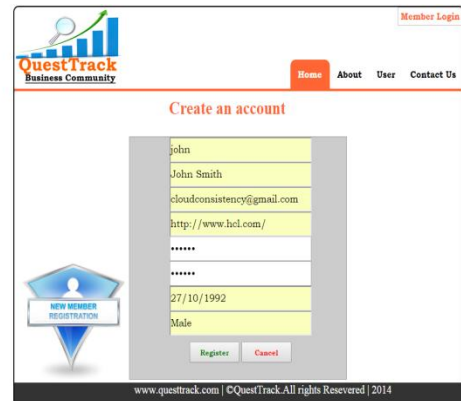 Member Login
QuestTrack
Business Community
Home About User Contact Us
Create an account
john
John Smith
cloudconsistency@gmail.com
http://www.hcl.com/
••••••
••••••
27/10/1992
Male
NEW MEMBER
REGISTRATION
Register Cancel
www.questtrack.com | ©QuestTrack.All rights Resevered | 2014